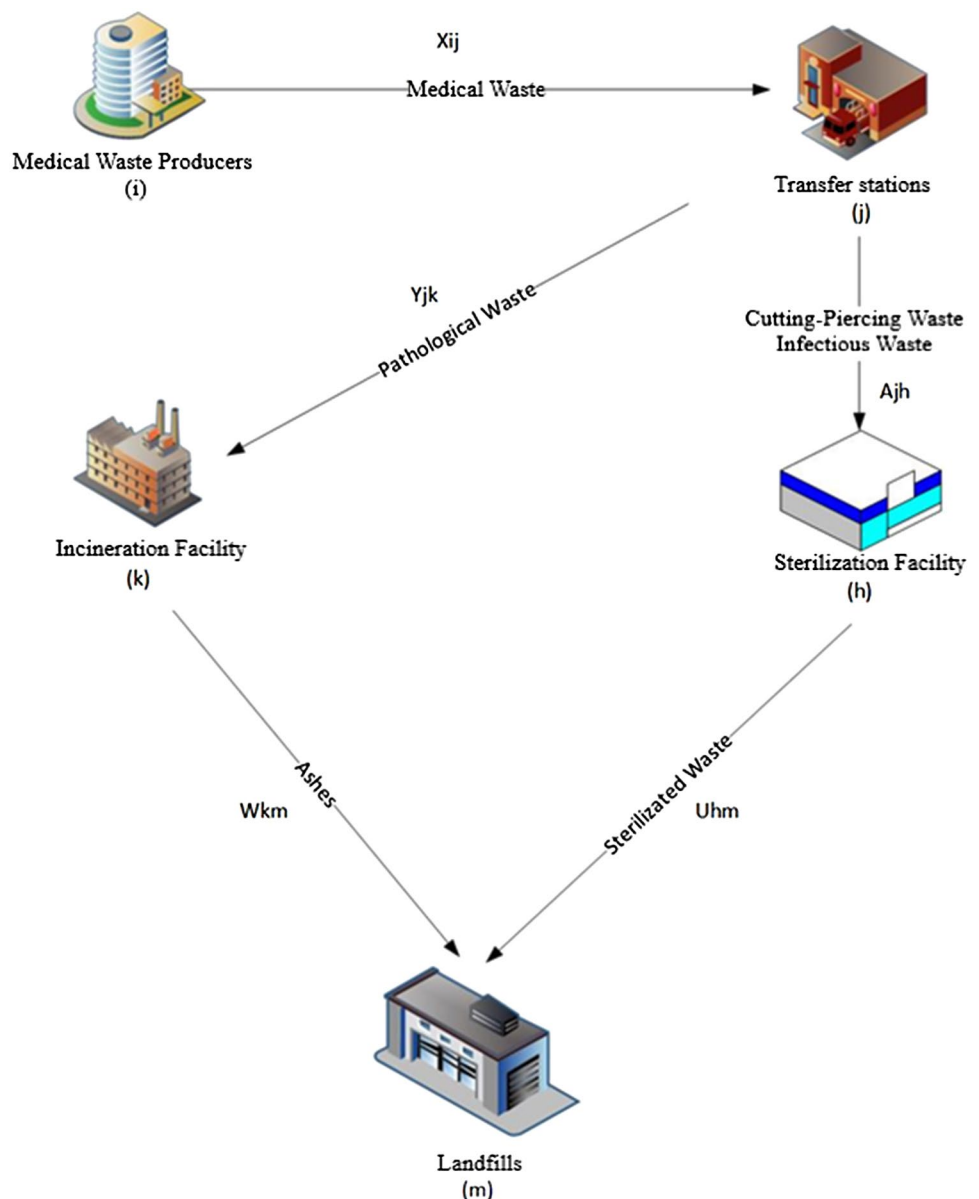 Xij
Medical Waste
Medical Waste Producers
(i)
Transfer stations
(j)
Yjk
Pathological Waste
Cutting-Piercing Waste
Infectious Waste
Ajh
Incineration Facility
(k)
Sterilization Facility
(h)
Ashes
Wkm
Sterilizated Waste
Uhm
Landfills
(m)